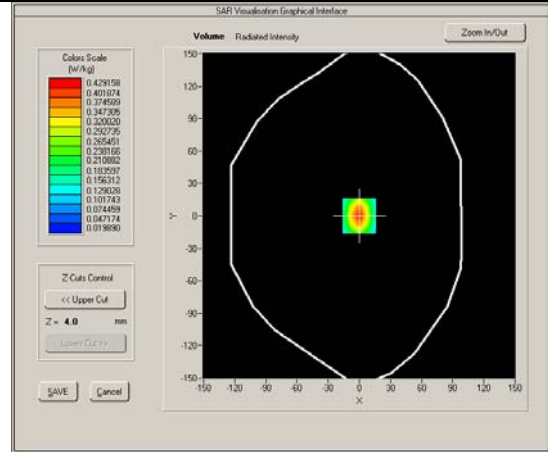 SAR Visualisation Graphical Interface
Volume Radiated Intensity
Zoom In/Out
Colors Scale
(W/kg)
0.429158
0.401874
0.374589
0.347305
0.320020
0.292735
0.265451
0.238166
0.210882
0.183597
0.156312
0.129028
0.101743
0.074459
0.047174
0.019890
150-
120-
90-
60-
30-
0-
-30-
-60-
-90-
-120-
-150-
Y
-150 -120 -90 -60 -30 0 30 60 90 120 150
X
Z-Cuts Control
<< Upper Cut
Z = 4.0 mm
Lower Cut >>
SAVE Cancel